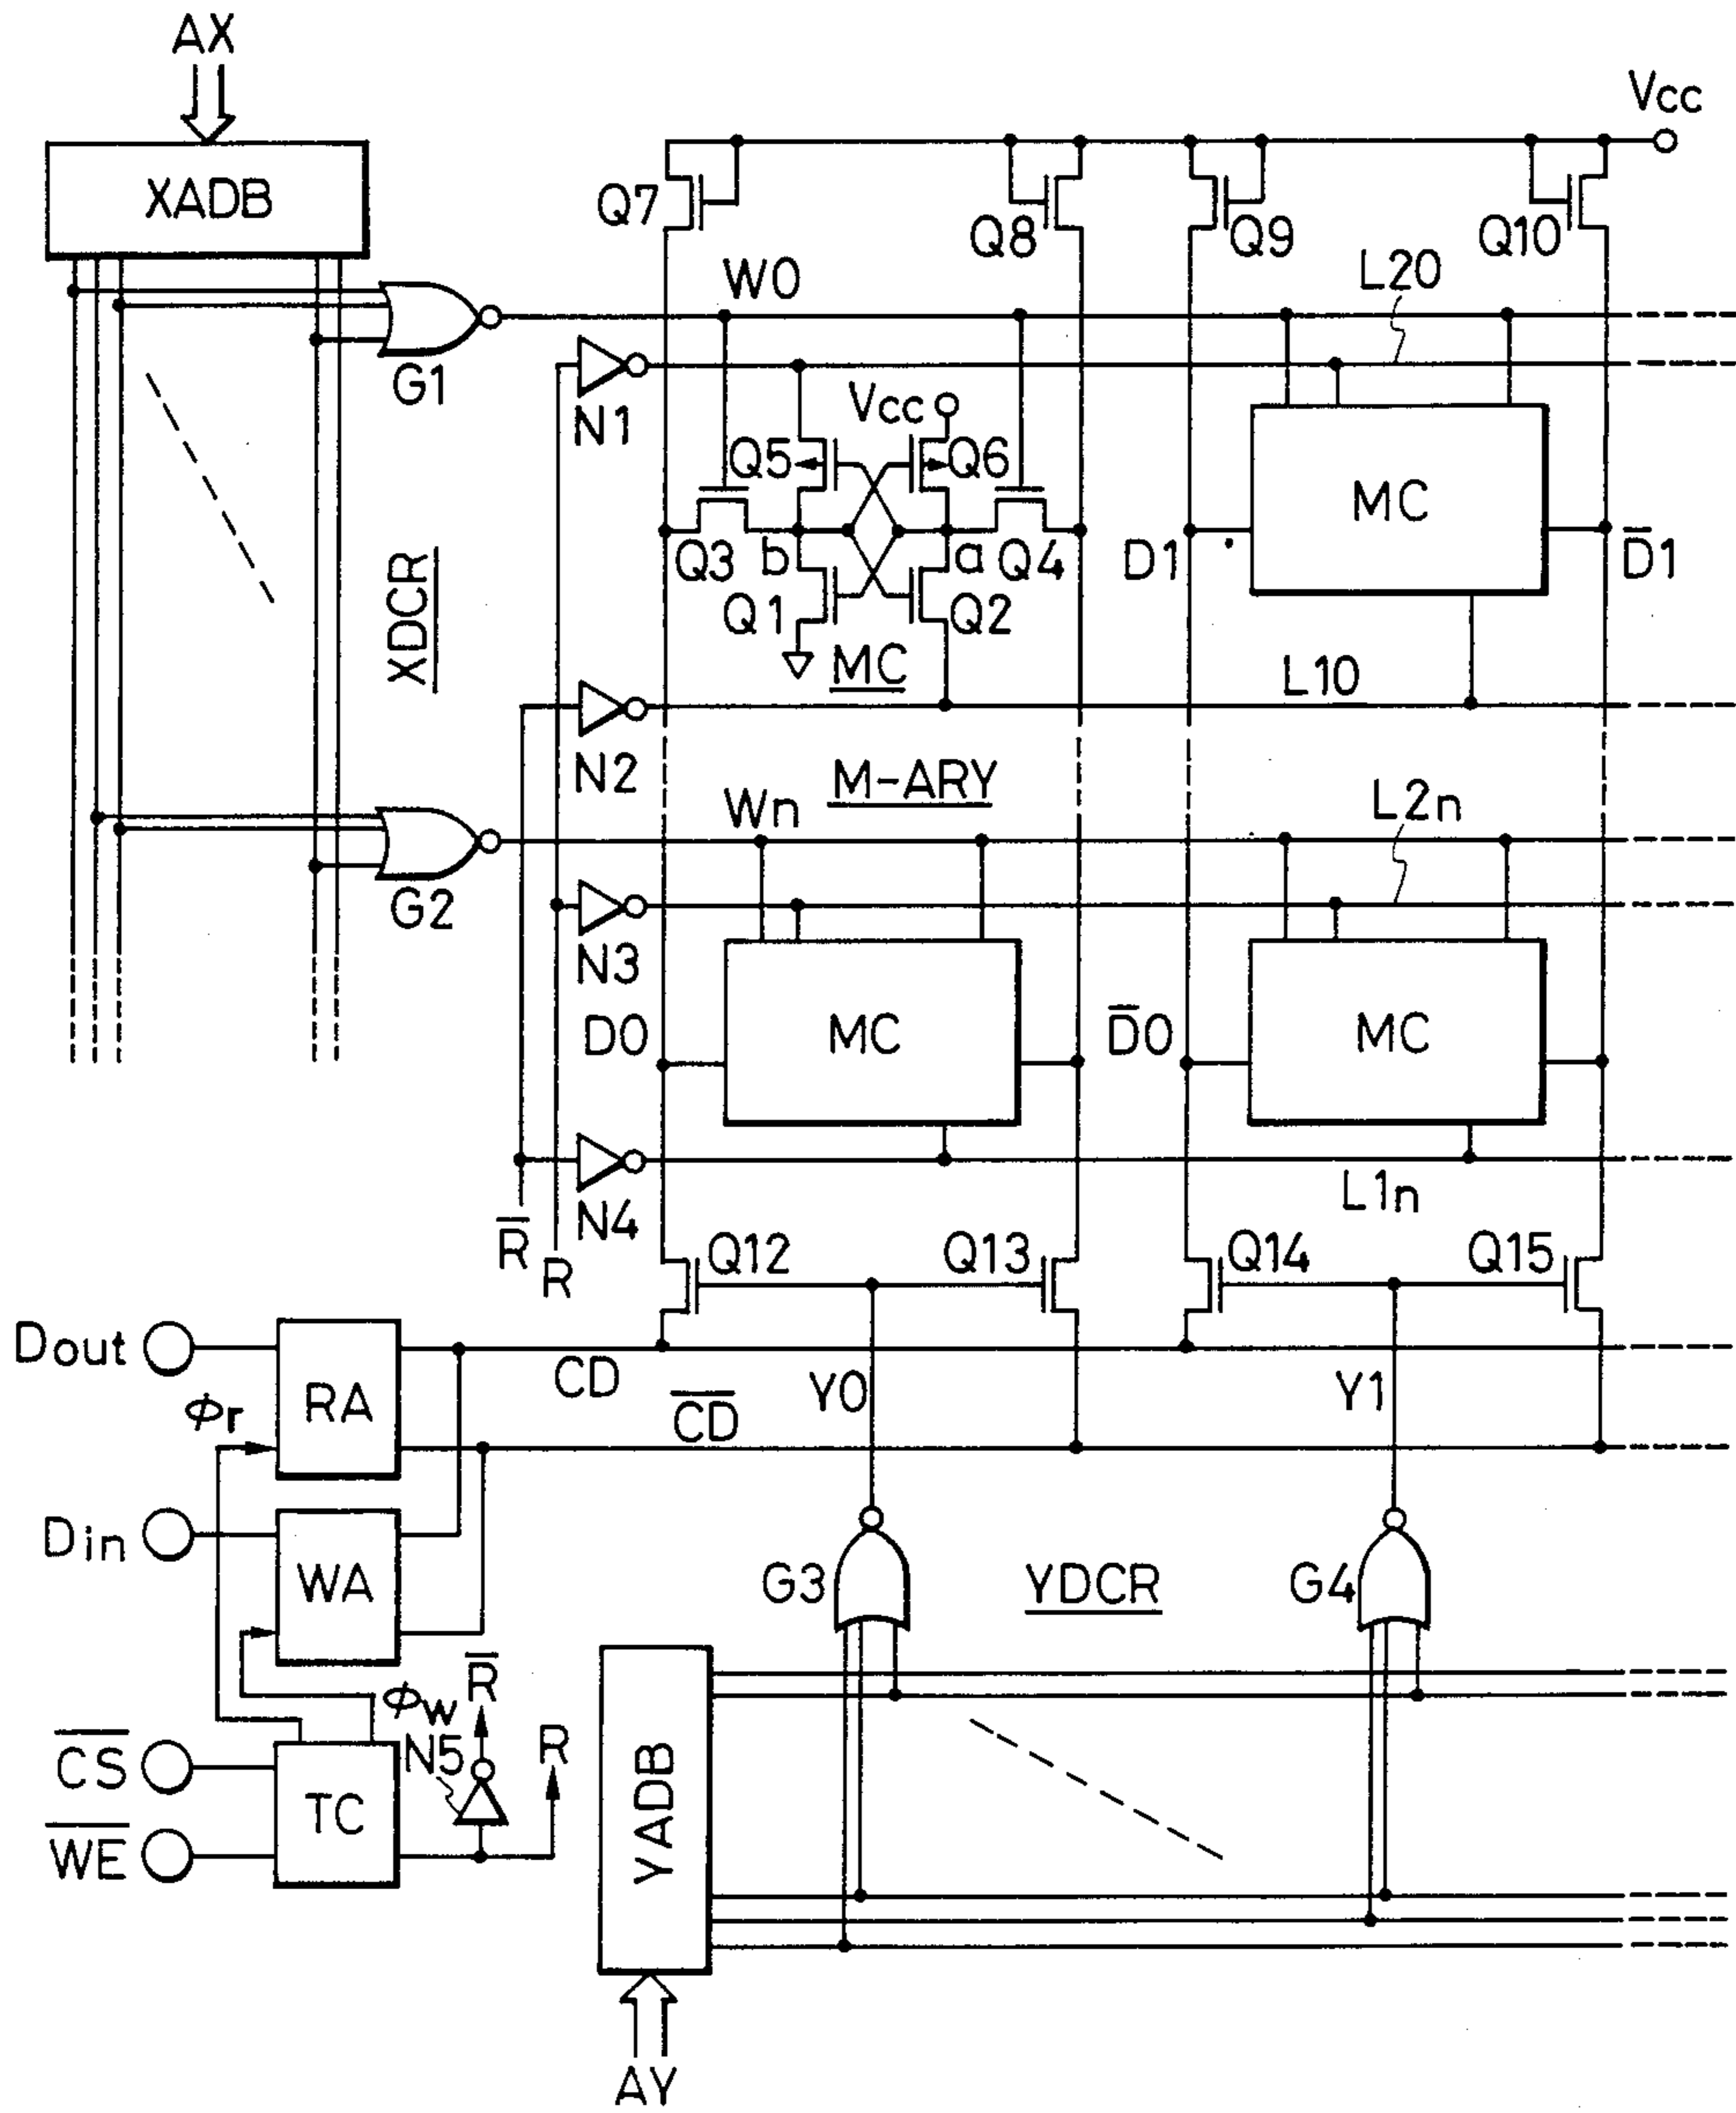 AX
Vcc
XADB
Q7
Q8
Q9
Q10
W0
L20
G1
N1
Vcc
Q5
Q6
MC
Q3
b
a
Q4
D1
D̅1
XDCR
Q1
Q2
MC
L10
N2
M-ARY
Wn
L2n
G2
N3
D0
MC
D̅0
MC
N4
L1n
R̅
R
Q12
Q13
Q14
Q15
Dout
RA
CD
Y0
Y1
ϕr
C̅D̅
Din
WA
G3
YDCR
G4
R̅
ϕw
C̅S̅
N5
R
TC
YADB
W̅E̅
AY